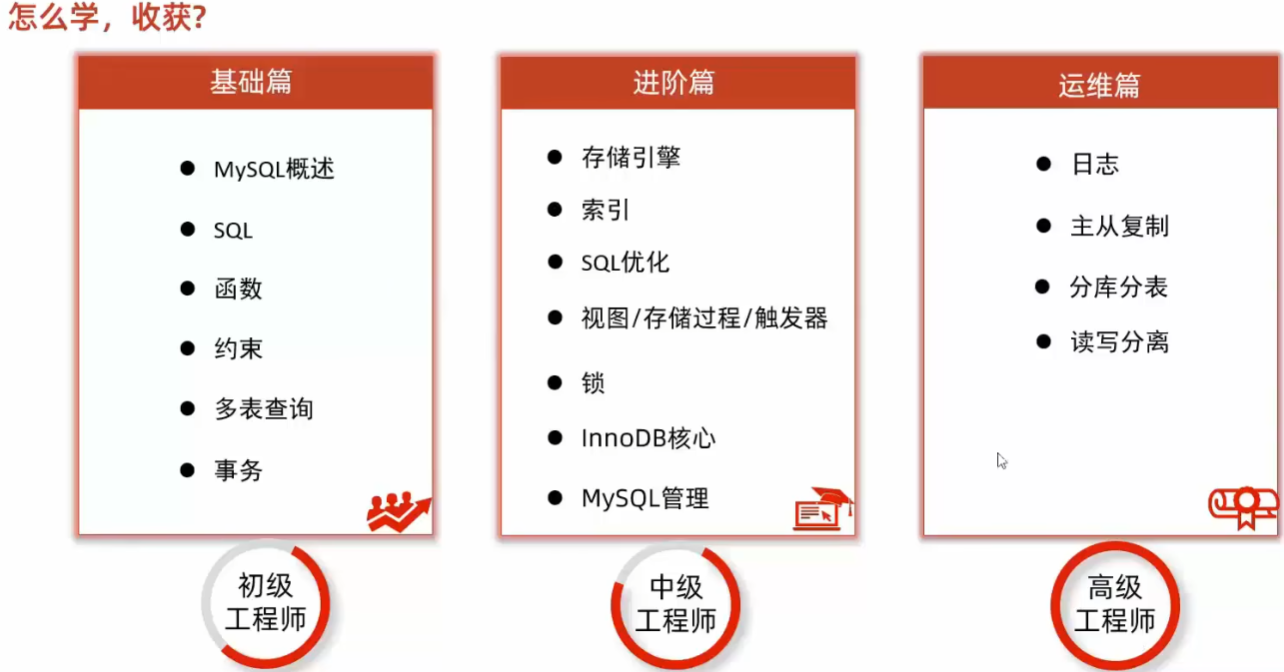 怎么学，收获?
基础篇
MySQL概述
SQL
函数
约束
多表查询
事务
初级
工程师
进阶篇
存储引擎
索引
SQL优化
视图/存储过程/触发器
锁
InnoDB核心
MySQL管理
中级
工程师
运维篇
日志
主从复制
分库分表
读写分离
高级
工程师